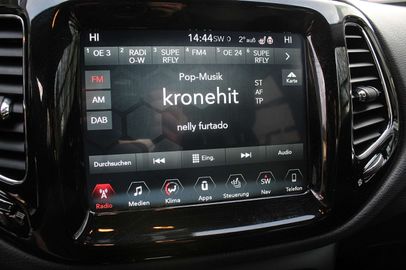 HI 14:44 SW 2° auß HI
1 OE 3 2 RADI O-W 3 SUPE RFLY 4 FM4 5 OE 24 6 SUPE RFLY
FM Pop-Musik ST Karte
AM kronehit AF
DAB nelly furtado TP
Durchsuchen Eing. Audio
Radio Medien Klima Apps Steuerung SW Nav Telefon